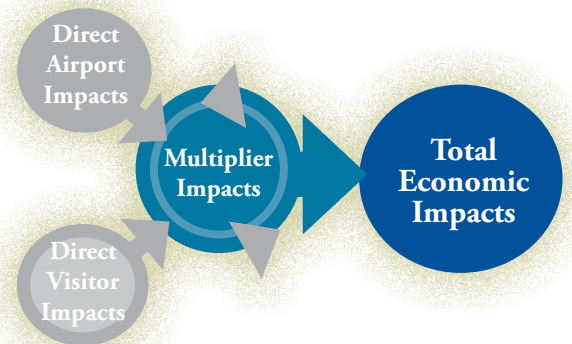 Direct
Airport
Impacts
Multiplier
Impacts
Total
Economic
Impacts
Direct
Visitor
Impacts